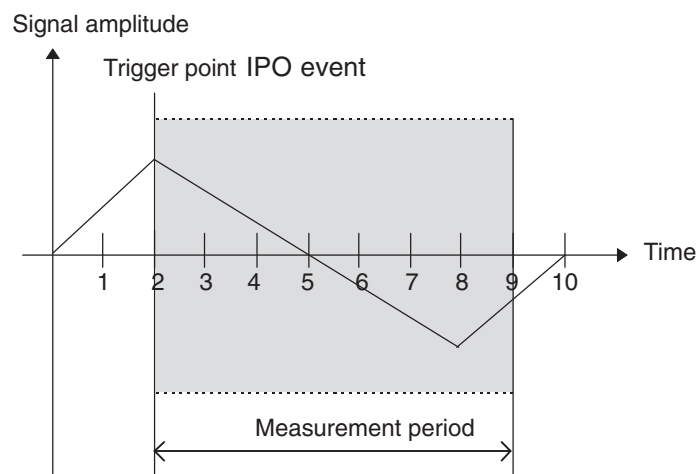 Signal amplitude
Trigger point IPO event
Time
1 2 3 4 5 6 7 8 9 10
Measurement period